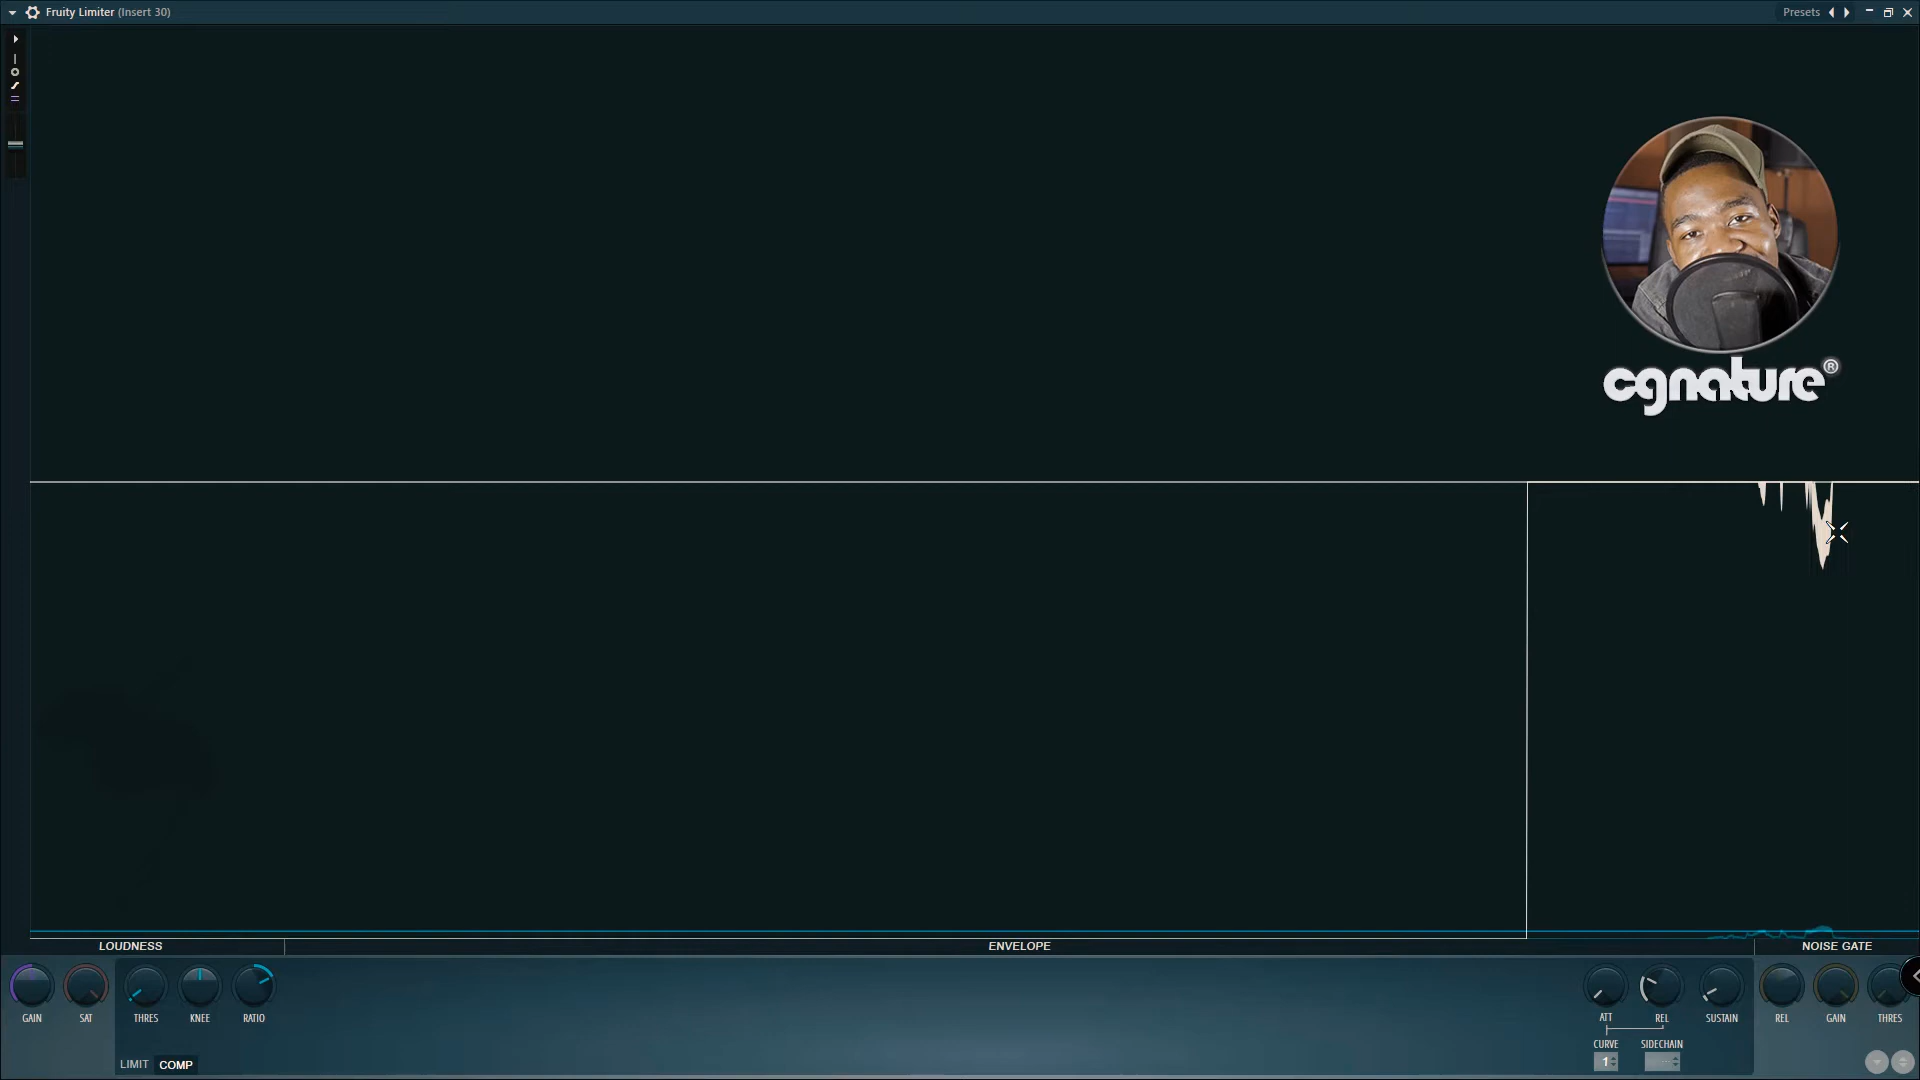 Fruity Limiter (Insert 30)
Presets
cgnature®
LOUDNESS
ENVELOPE
NOISE GATE
GAIN
SAT
THRES
KNEE
RATIO
ATT
REL
SUSTAIN
REL
GAIN
THRES
CURVE
SIDECHAIN
1
LIMIT
COMP